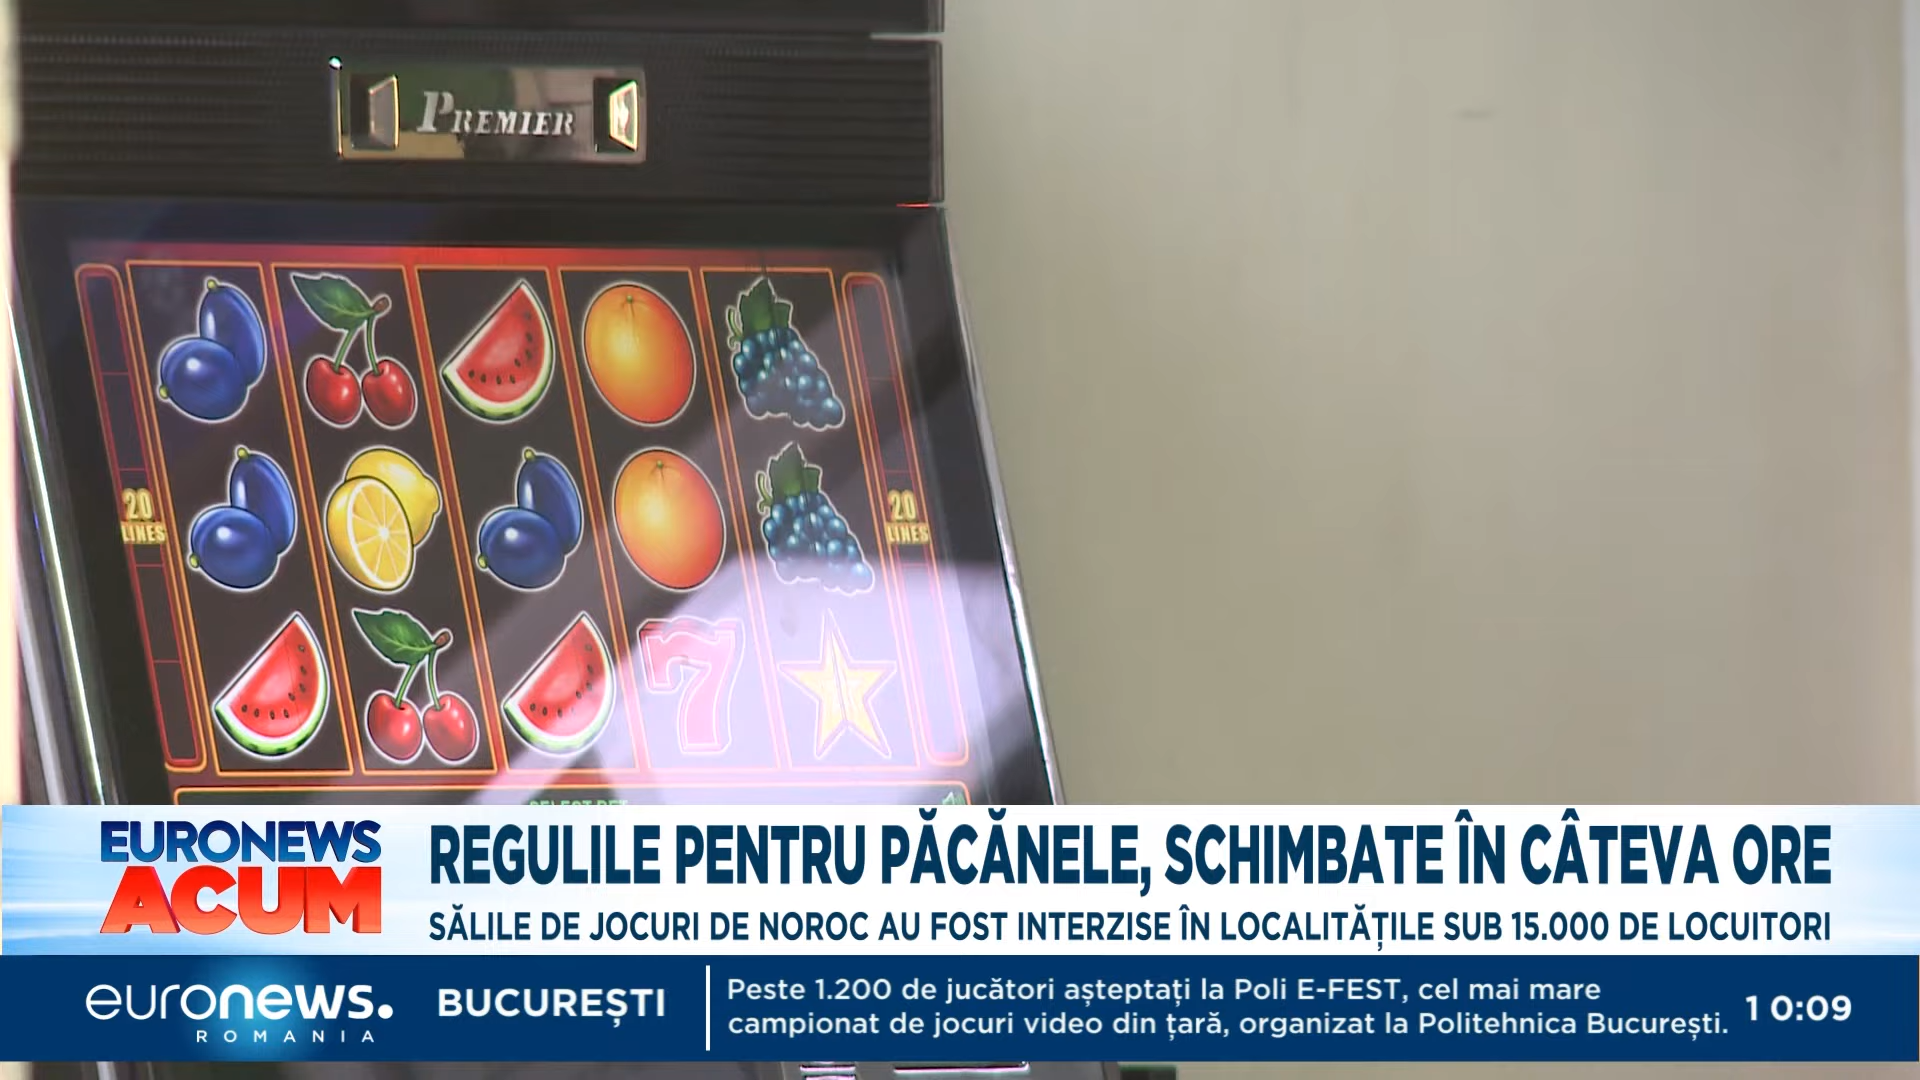 PREMIER
20
LINES
20
LINES
7
EURONEWS
ACUM
REGULILE PENTRU PĂCĂNELE, SCHIMBATE ÎN CÂTEVA ORE
SĂLILE DE JOCURI DE NOROC AU FOST INTERZISE ÎN LOCALITĂȚILE SUB 15.000 DE LOCUITORI
euronews.
ROMANIA
BUCUREȘTI
Peste 1.200 de jucători așteptați la Poli E-FEST, cel mai mare
campionat de jocuri video din țară, organizat la Politehnica București.
10:09